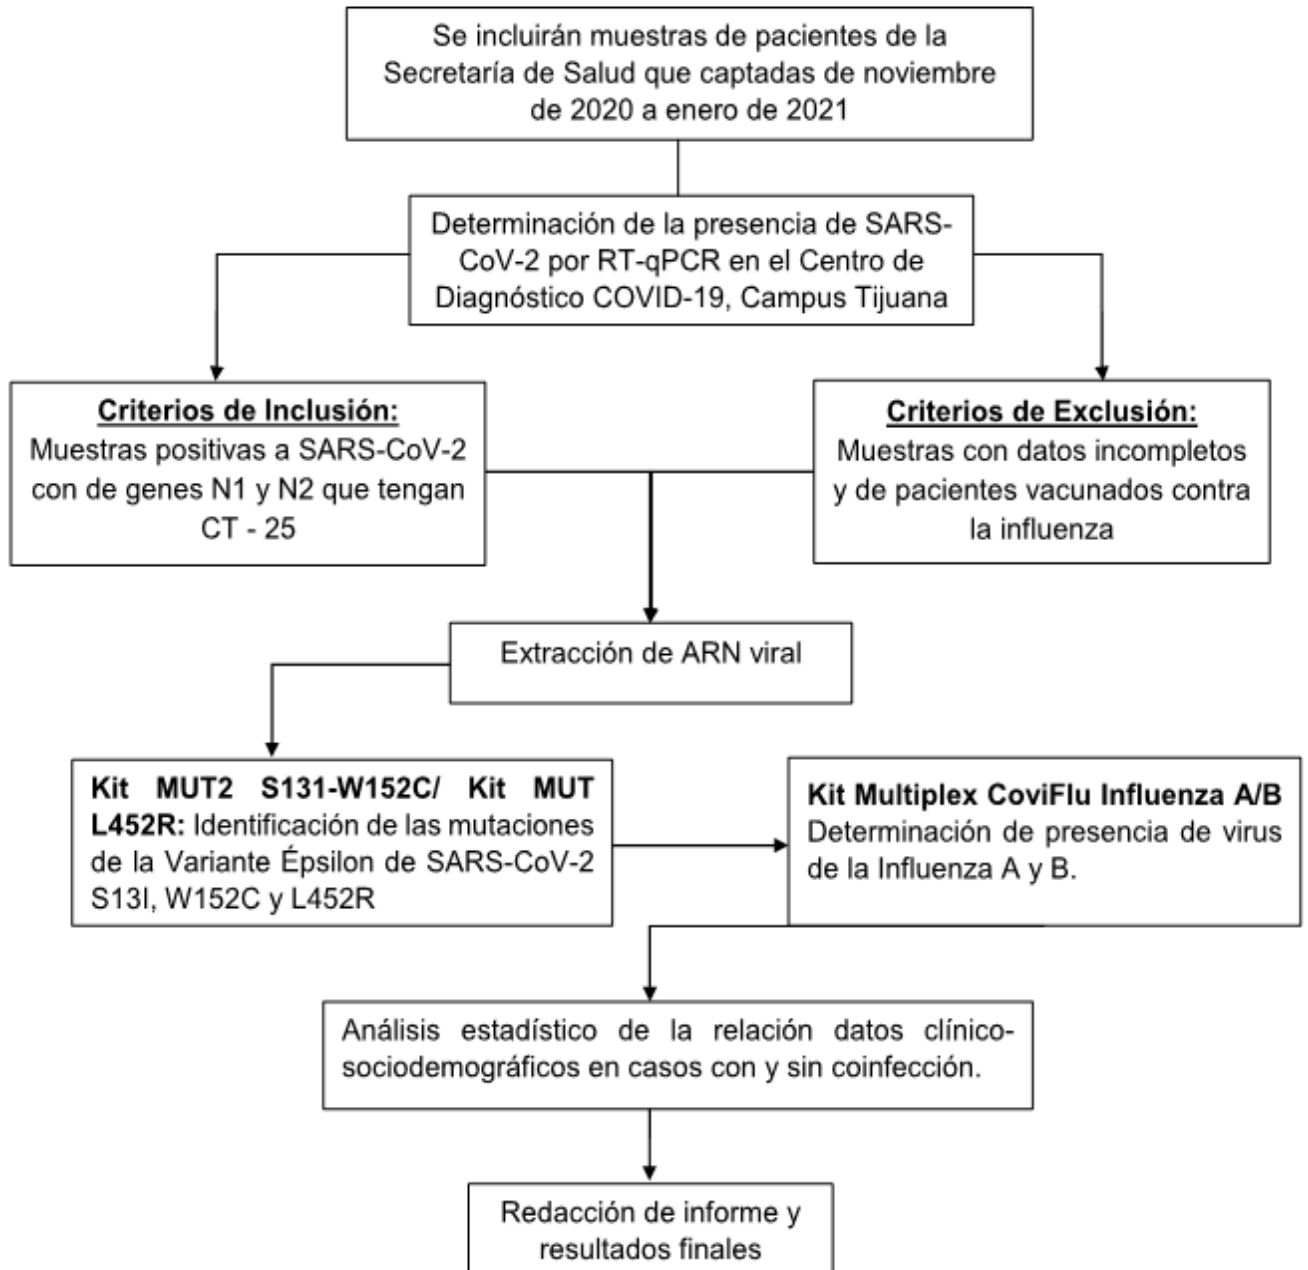 Se incluirán muestras de pacientes de la
Secretaría de Salud que captadas de noviembre
de 2020 a enero de 2021
Determinación de la presencia de SARS-
CoV-2 por RT-qPCR en el Centro de
Diagnóstico COVID-19, Campus Tijuana
Criterios de Inclusión:
Muestras positivas a SARS-CoV-2
con de genes N1 y N2 que tengan
CT - 25
Criterios de Exclusión:
Muestras con datos incompletos
y de pacientes vacunados contra
la influenza
Extracción de ARN viral
Kit MUT2 S131-W152C/ Kit MUT
L452R: Identificación de las mutaciones
de la Variante Épsilon de SARS-CoV-2
S13I, W152C y L452R
Kit Multiplex CoviFlu Influenza A/B
Determinación de presencia de virus
de la Influenza A y B.
Análisis estadístico de la relación datos clínico-
sociodemográficos en casos con y sin coinfección.
Redacción de informe y
resultados finales